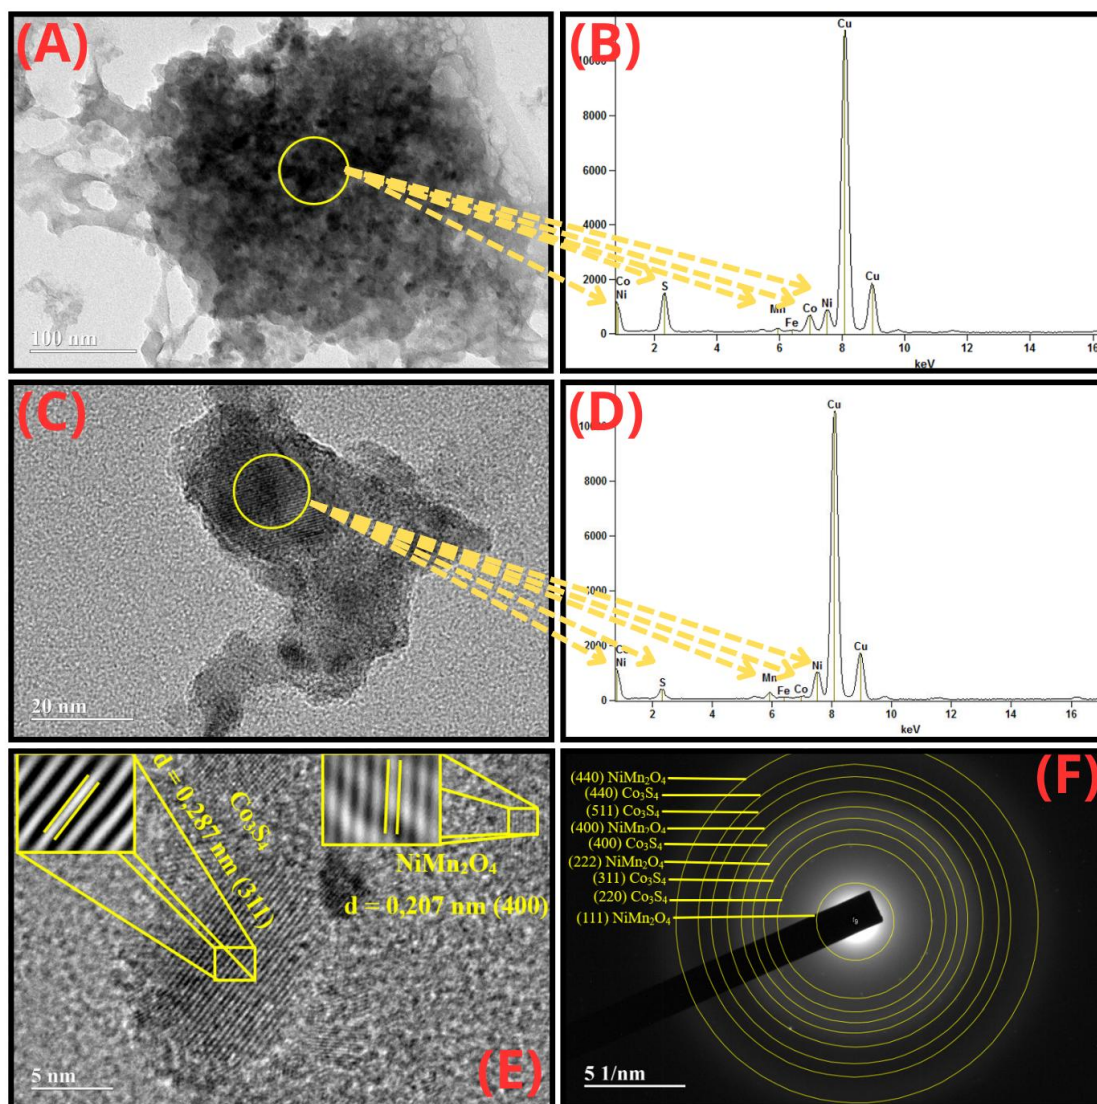 (A)
100 nm
(B)
Cu
10000
8000
6000
4000
2000
0
Co
Ni
S
Mn
Fe
Co
Ni
Cu
2
4
6
8
10
12
14
16
keV
(C)
20 nm
(D)
Cu
10000
8000
6000
4000
2000
0
Ni
S
Mn
Fe
Co
Ni
Cu
2
4
6
8
10
12
14
16
keV
d = 0,287 nm (311)
Co₃S₄
NiMn₂O₄
d = 0,207 nm (400)
5 nm
(E)
(F)
(440) NiMn₂O₄
(440) Co₃S₄
(511) Co₃S₄
(400) NiMn₂O₄
(400) Co₃S₄
(222) NiMn₂O₄
(311) Co₃S₄
(220) Co₃S₄
(111) NiMn₂O₄
5 1/nm